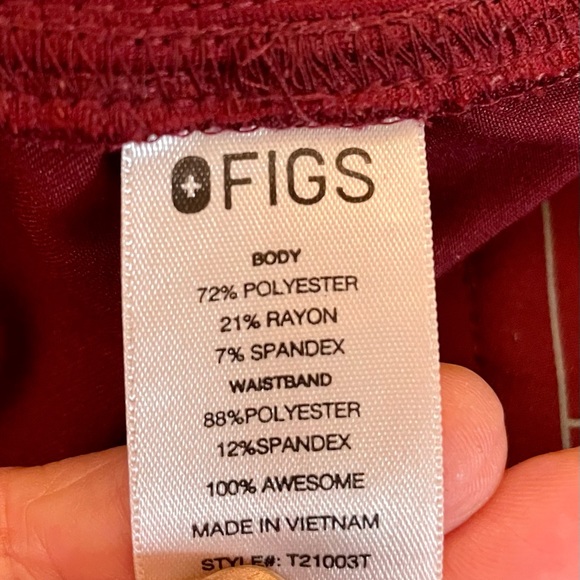 FIGS
BODY
72% POLYESTER
21% RAYON
7% SPANDEX
WAISTBAND
88%POLYESTER
12%SPANDEX
100% AWESOME
MADE IN VIETNAM
STYLE#: T21003T